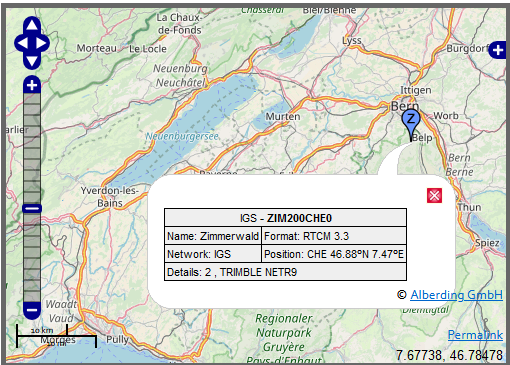 Chasseral
Biel/Bienne
La Chaux-
de-Fonds
Lyss
Morteau
Le Locle
Burgdorf
Neuenburg
Neuchâtel
Ittigen
Bern
Murten
Worb
Z
Neuenburgersee
Belp
Bern
Berne
Yverdon-les-
Bains
Thun
IGS - ZIM200CHE0
Name: Zimmerwald
Format: RTCM 3.3
Network: IGS
Position: CHE 46.88°N 7.47°E
Spiez
Details: 2 , TRIMBLE NETR9
© Alberding GmbH
Waadt
Vaud
Regionaler
Naturpark
Gruyère
Pays-d'Enhaut
10 km
Morges
Pully
Permalink
7.67738, 46.78478